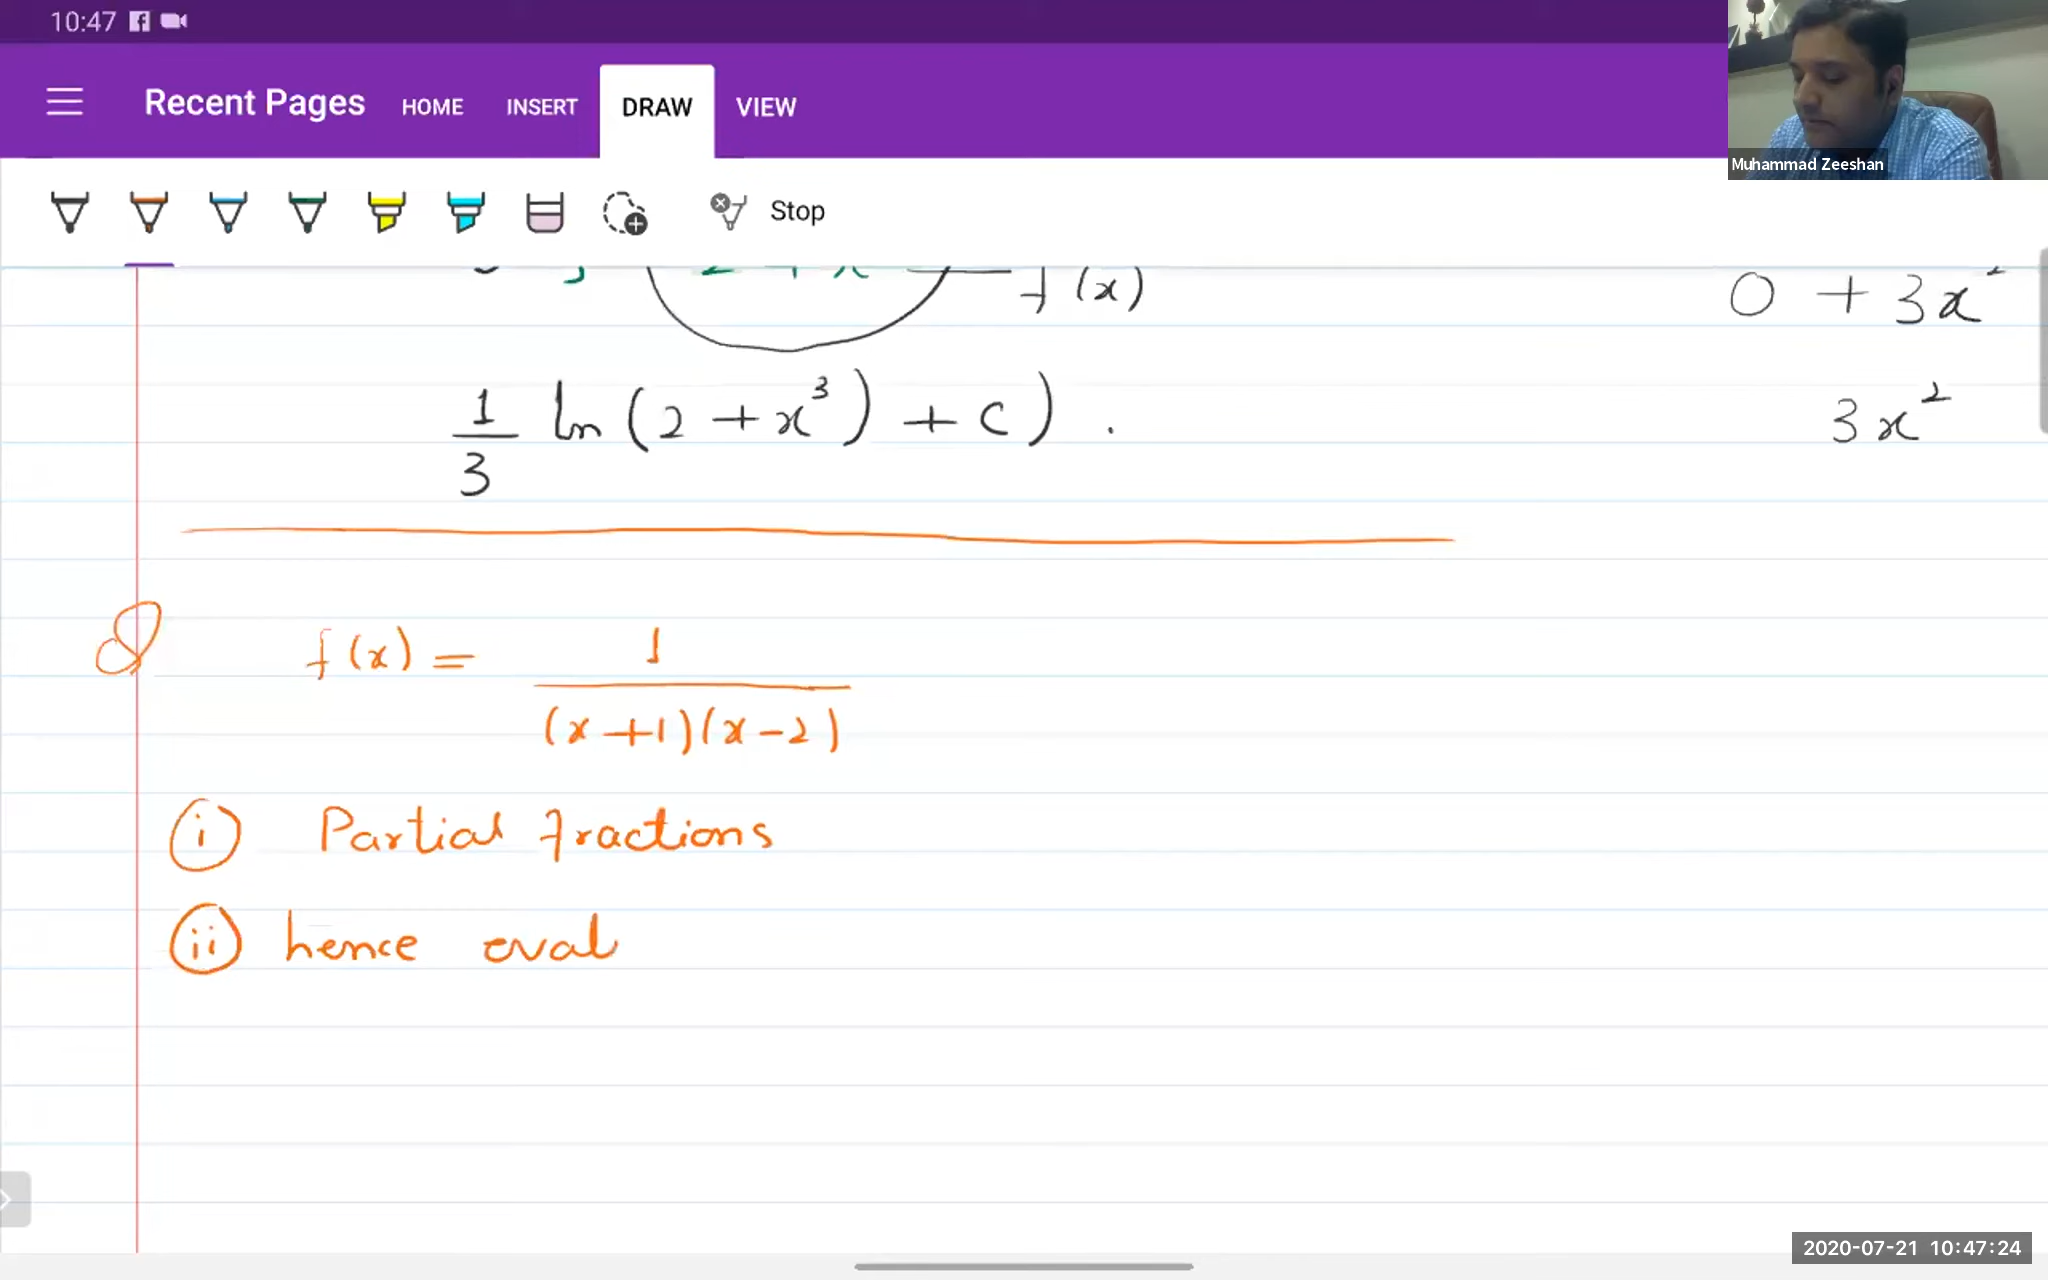 10:47
Recent Pages HOME INSERT DRAW VIEW
Muhammad Zeeshan
Stop
f(x)
0 + 3x²
1/3 ln(2+x³) + c) .
3x²
Q f(x) = 1/((x+1)(x-2))
(i) Partial fractions
(ii) hence eval
2020-07-21 10:47:24